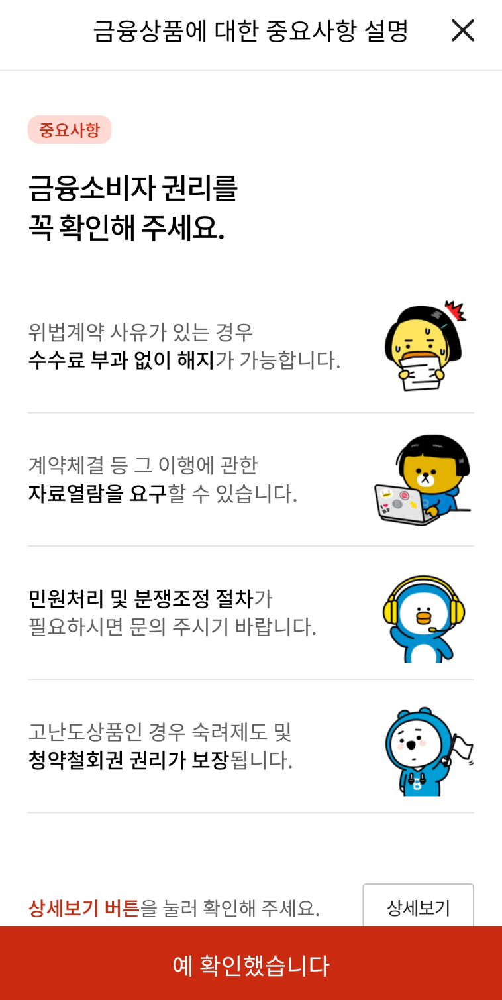 금융상품에 대한 중요사항 설명
중요사항
금융소비자 권리를
꼭 확인해 주세요.
위법계약 사유가 있는 경우
수수료 부과 없이 해지가 가능합니다.
계약체결 등 그 이행에 관한
자료열람을 요구할 수 있습니다.
I
BF
민원처리 및 분쟁조정 절차가
필요하시면 문의 주시기 바랍니다.
고난도상품인 경우 숙려제도 및
청약철회권 권리가 보장됩니다.
B
상세보기 버튼을 눌러 확인해 주세요.
상세보기
예 확인했습니다